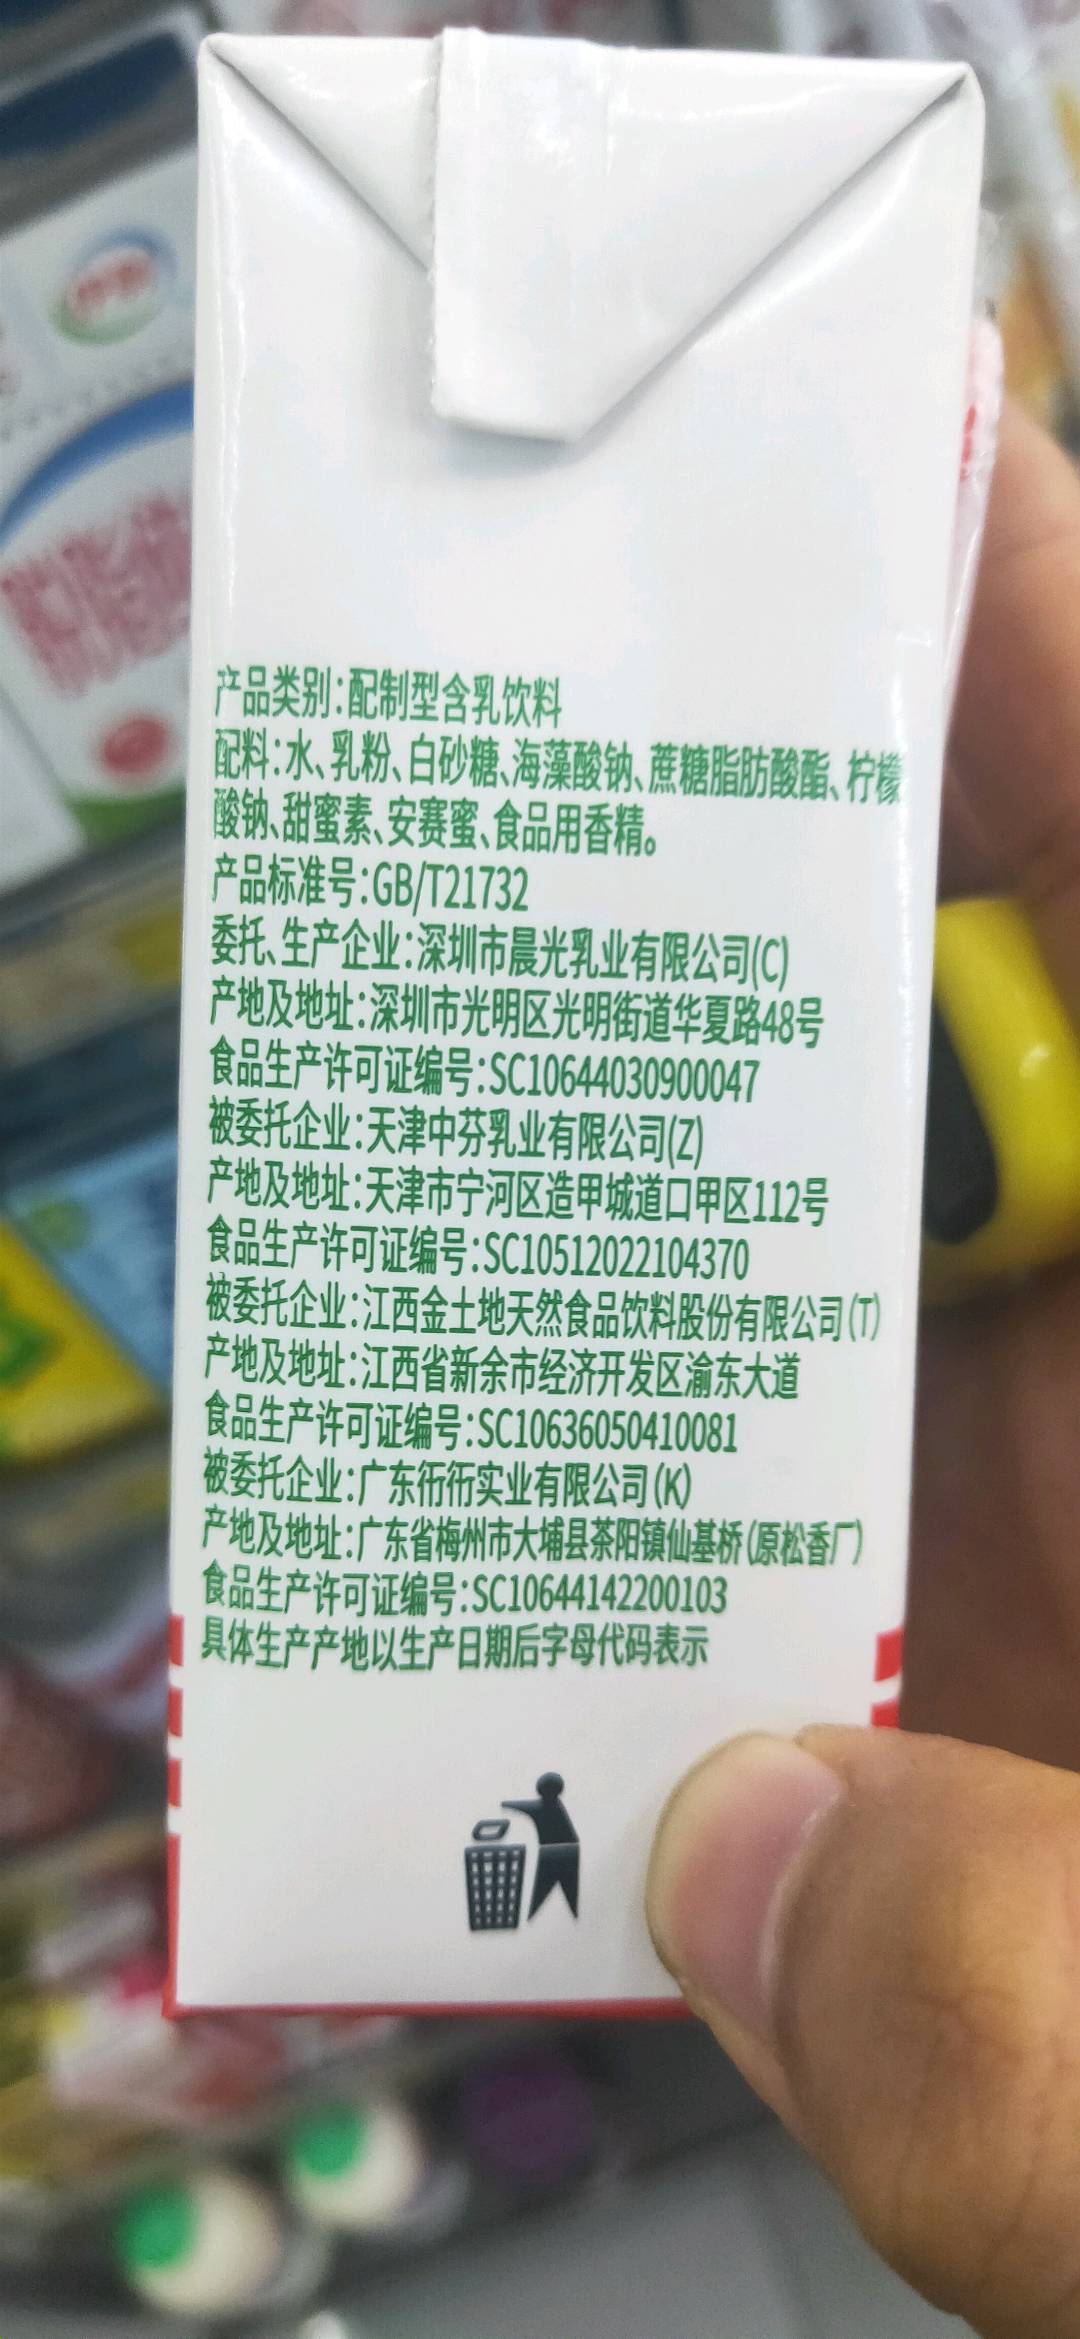 产品类别:配制型含乳饮料
配料:水、乳粉、白砂糖、海藻酸钠、蔗糖脂肪酸酯、柠檬
酸钠、甜蜜素、安赛蜜、食品用香精。
产品标准号:GB/T21732
委托、生产企业:深圳市晨光乳业有限公司(C)
产地及地址:深圳市光明区光明街道华夏路48号
食品生产许可证编号:SC10644030900047
被委托企业:天津中芬乳业有限公司(Z)
产地及地址:天津市宁河区造甲城道口甲区112号
食品生产许可证编号:SC10512022104370
被委托企业:江西金土地天然食品饮料股份有限公司(T)
产地及地址:江西省新余市经济开发区渝东大道
食品生产许可证编号:SC10636050410081
被委托企业:广东衎衎实业有限公司(K)
产地及地址:广东省梅州市大埔县茶阳镇仙基桥(原松香厂)
食品生产许可证编号:SC10644142200103
具体生产产地以生产日期后字母代码表示